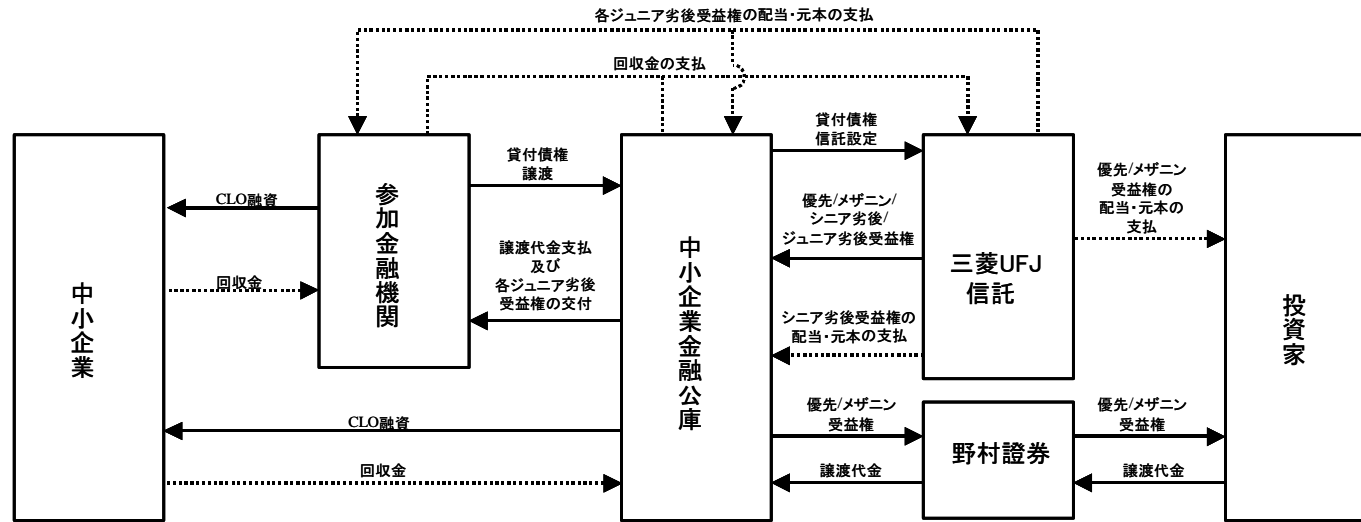 各ジュニア劣後受益権の配当･元本の支払
回収金の支払
中小企業
CLO融資
回収金
参加金融機関
貸付債権
譲渡
譲渡代金支払
及び
各ジュニア劣後
受益権の交付
CLO融資
回収金
中小企業金融公庫
貸付債権
信託設定
優先/メザニン/
シニア劣後/
ジュニア劣後受益権
シニア劣後受益権の
配当･元本の支払
優先/メザニン
受益権
譲渡代金
三菱UFJ
信託
野村證券
優先/メザニン
受益権の
配当･元本の
支払
優先/メザニン
受益権
譲渡代金
投資家